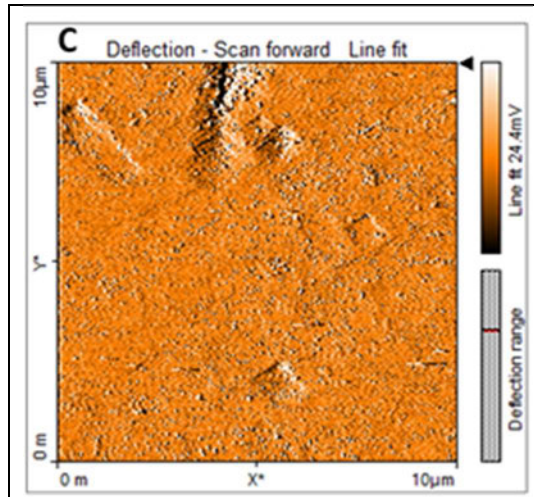 C
Deflection - Scan forward Line fit
10µm
Y*
0 m
0 m X* 10µm
Line fit 24.4mV
Deflection range